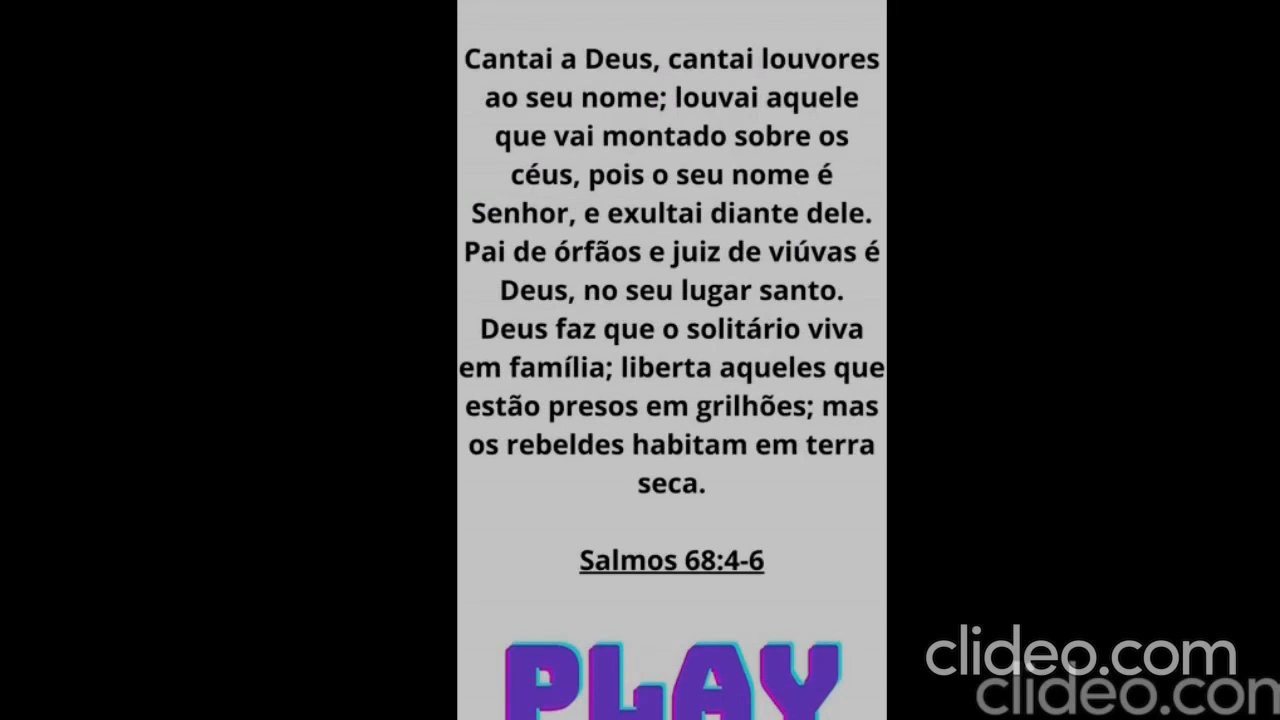 Cantai a Deus, cantai louvores
ao seu nome; louvai aquele
que vai montado sobre os
céus, pois o seu nome é
Senhor, e exultai diante dele.
Pai de órfãos e juiz de viúvas é
Deus, no seu lugar santo.
Deus faz que o solitário viva
em família; liberta aqueles que
estão presos em grilhões; mas
os rebeldes habitam em terra
seca.
Salmos 68:4-6
PLAY
clideo.com
clideo.con